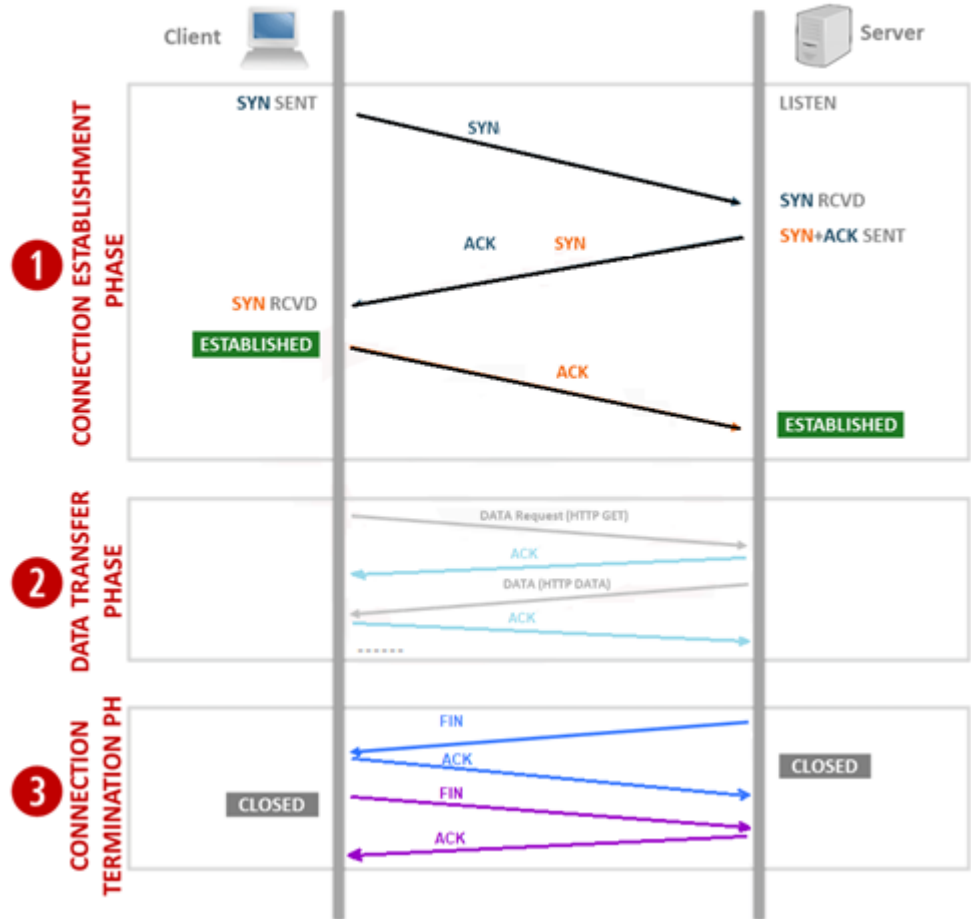 Client
Server
1
CONNECTION ESTABLISHMENT
PHASE
SYN SENT
LISTEN
SYN
SYN RCVD
SYN+ACK SENT
ACK
SYN
SYN RCVD
ESTABLISHED
ACK
ESTABLISHED
2
DATA TRANSFER
PHASE
DATA Request (HTTP GET)
ACK
DATA (HTTP DATA)
ACK
......
3
CONNECTION
TERMINATION PH
FIN
ACK
CLOSED
FIN
CLOSED
ACK